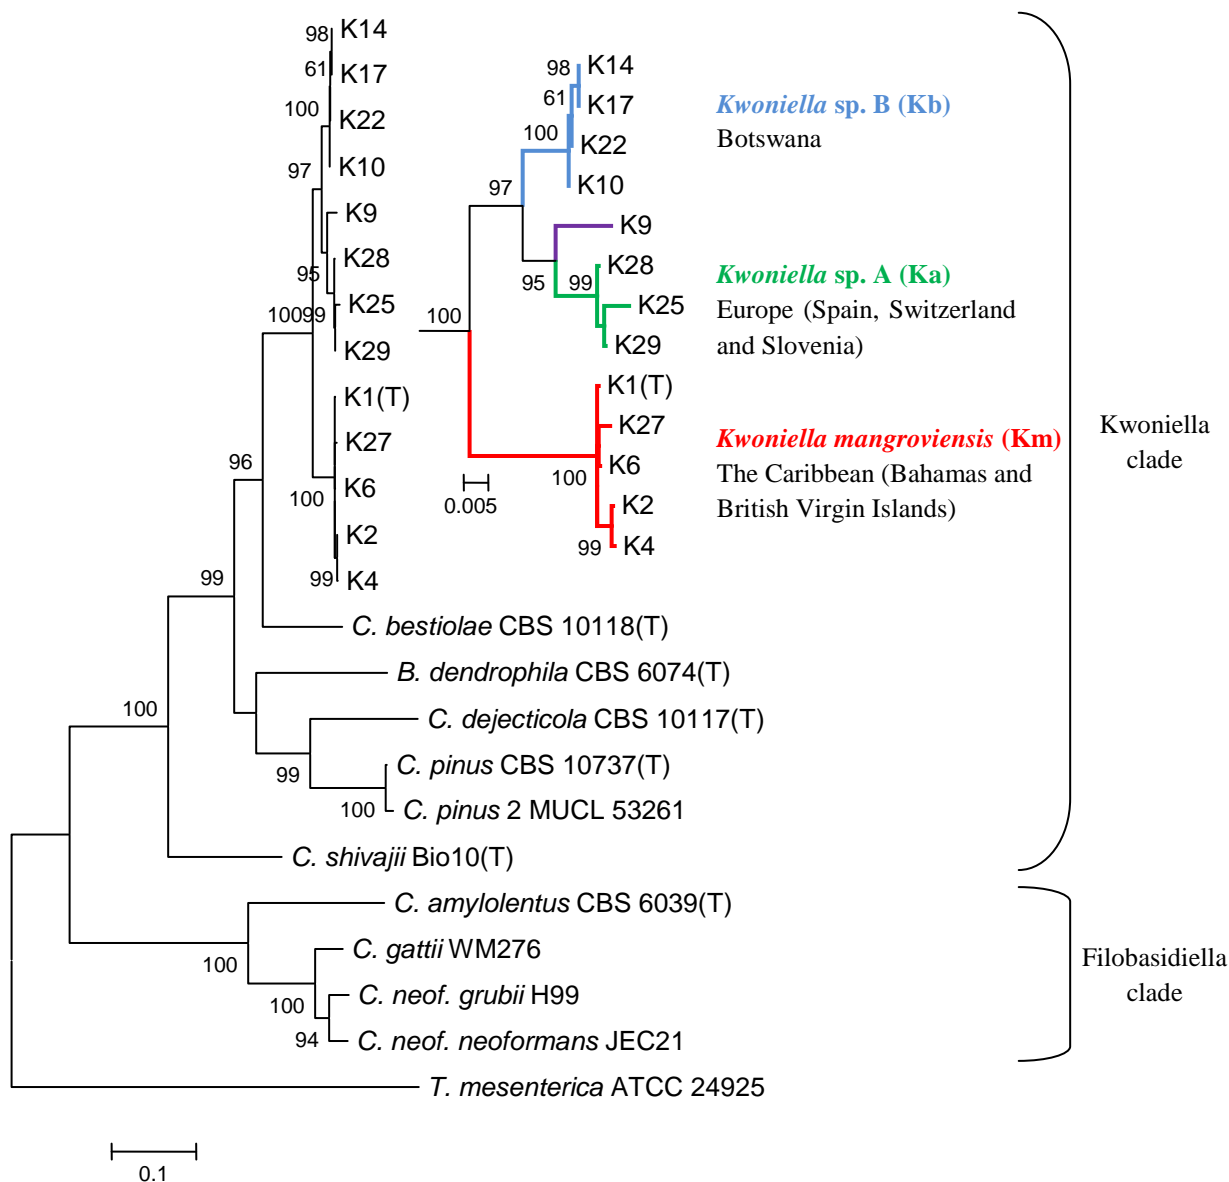 K14
K17
K22
K10
K9
K28
K25
K29
K1(T)
K27
K6
K2
K4
98
61
100
97
95
100
99
100
99
96
99
100
C. bestiolae CBS 10118(T)
B. dendrophila CBS 6074(T)
C. dejecticola CBS 10117(T)
C. pinus CBS 10737(T)
C. pinus 2 MUCL 53261
99
100
C. shivajii Bio10(T)
C. amylolentus CBS 6039(T)
C. gattii WM276
C. neof. grubii H99
C. neof. neoformans JEC21
100
100
94
T. mesenterica ATCC 24925
0.1
K14
K17
K22
K10
K9
K28
K25
K29
K1(T)
K27
K6
K2
K4
98
61
100
97
95
99
100
100
99
0.005
Kwoniella sp. B (Kb)
Botswana
Kwoniella sp. A (Ka)
Europe (Spain, Switzerland
and Slovenia)
Kwoniella mangroviensis (Km)
The Caribbean (Bahamas and
British Virgin Islands)
Kwoniella
clade
Filobasidiella
clade